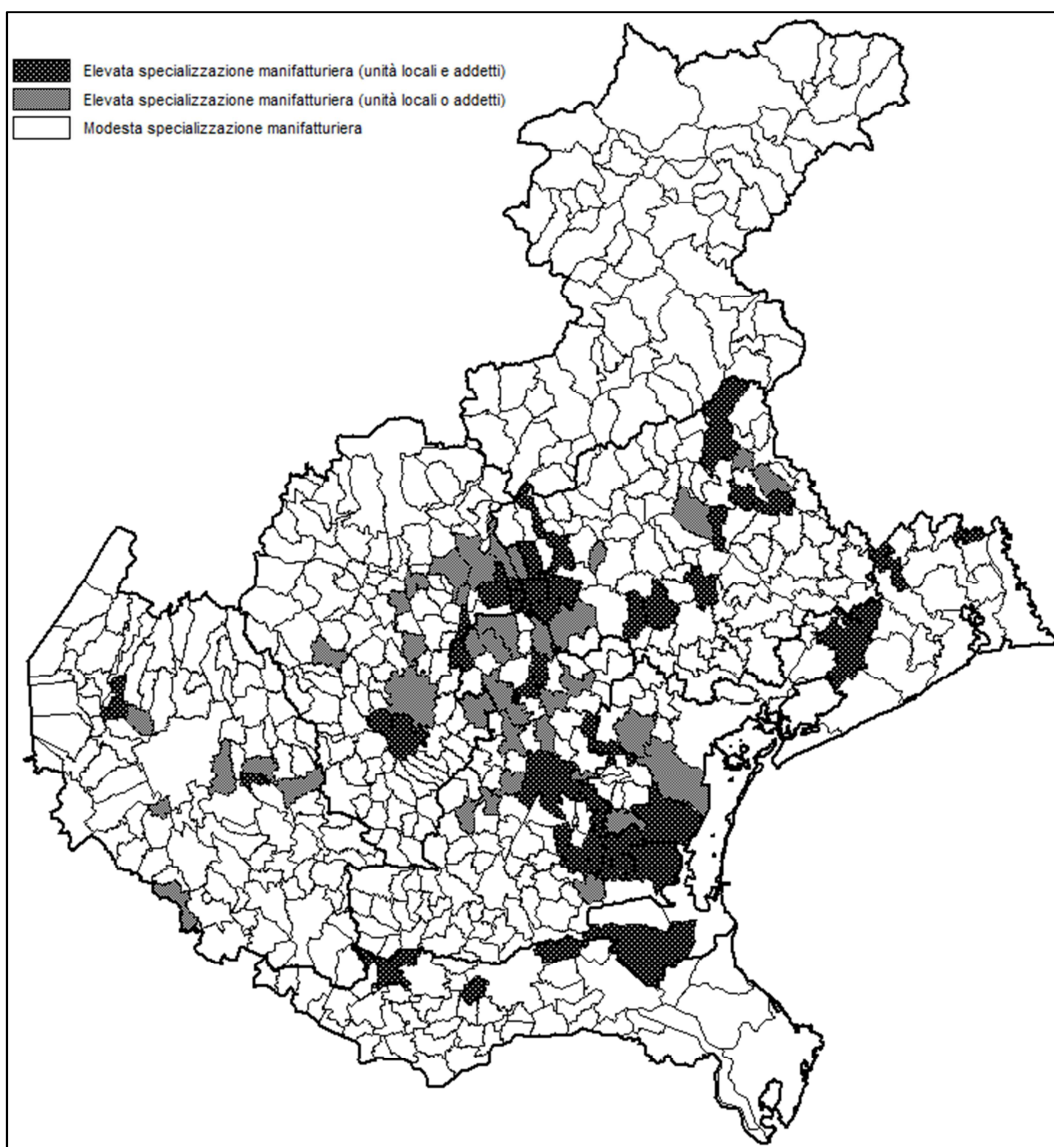 Elevata specializzazione manifatturiera (unità locali e addetti)
Elevata specializzazione manifatturiera (unità locali o addetti)
Modesta specializzazione manifatturiera